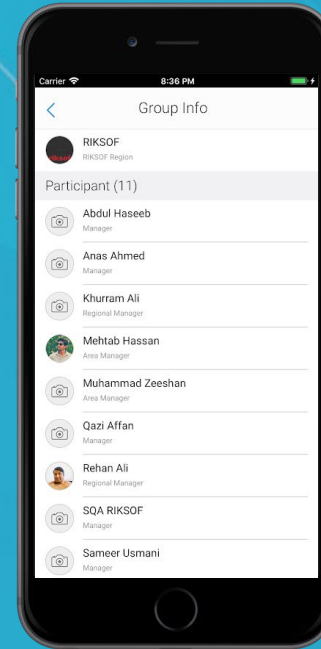 Carrier 8:36 PM
Group Info
RIKSOF
RIKSOF Region
Participant (11)
Abdul Haseeb
Manager
Anas Ahmed
Manager
Khurram Ali
Regional Manager
Mehtab Hassan
Area Manager
Muhammad Zeeshan
Area Manager
Qazi Affan
Manager
Rehan Ali
Regional Manager
SQA RIKSOF
Manager
Sameer Usmani
Manager